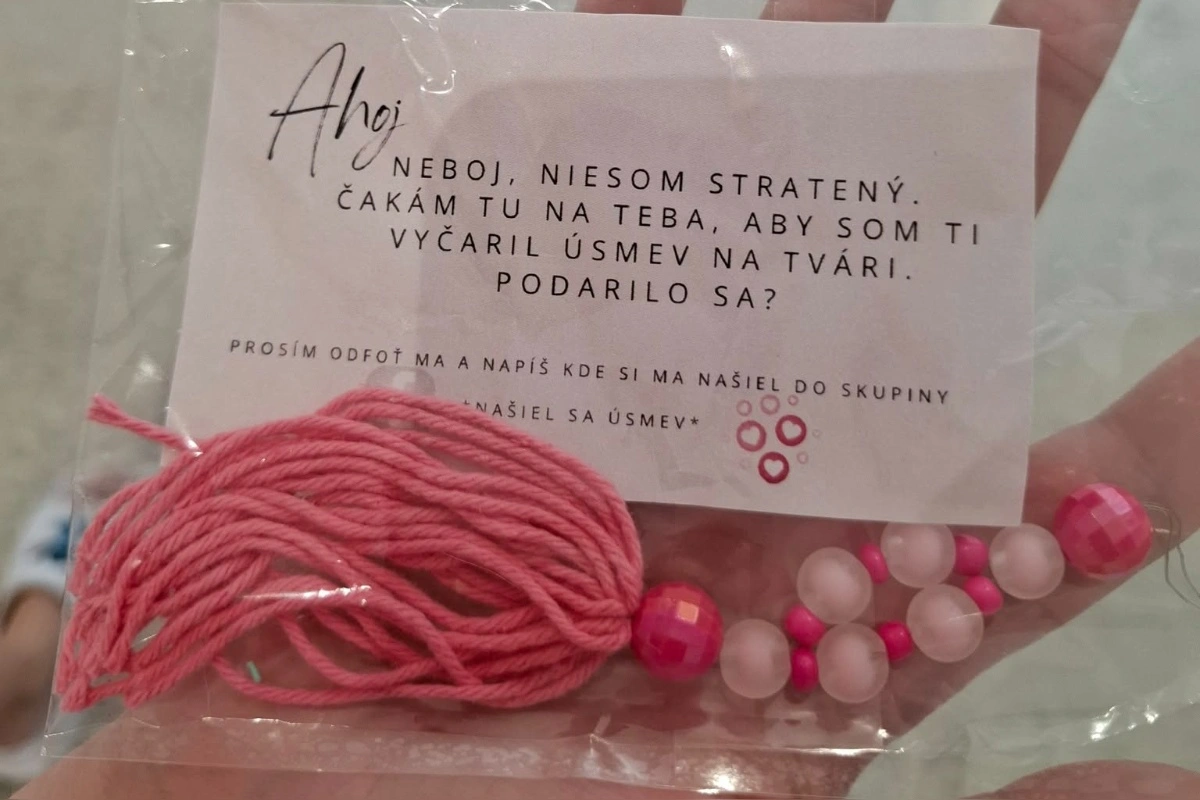 Ahoj
NEBOJ, NIESOM STRATENÝ.
ČAKÁM TU NA TEBA, ABY SOM TI
VYČARIL ÚSMEV NA TVÁRI.
PODARILO SA?
PROSÍM ODFOŤ MA A NAPÍŠ KDE SI MA NAŠIEL DO SKUPINY
*NAŠIEL SA ÚSMEV*